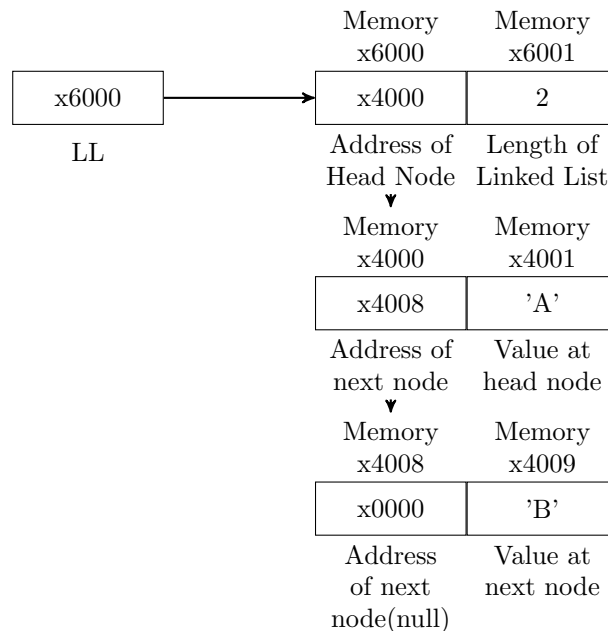 Memory Memory
x6000 x6001
x6000 x4000 2
LL Address of Length of
Head Node Linked List
Memory Memory
x4000 x4001
x4008 'A'
Address of Value at
next node head node
Memory Memory
x4008 x4009
x0000 'B'
Address Value at
of next next node
node(null)